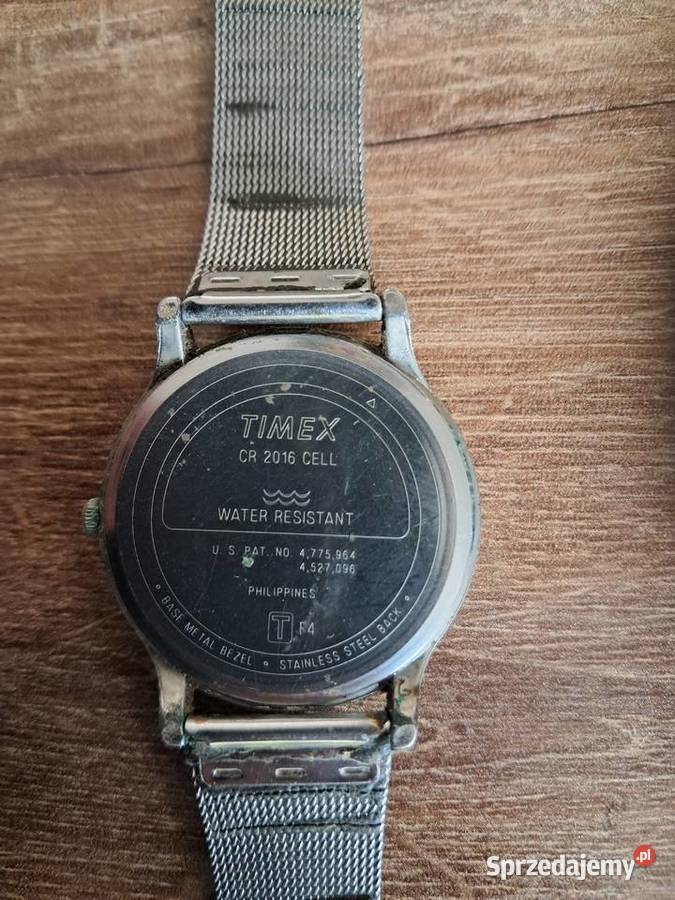 TIMEX
CR 2016 CELL
WATER RESISTANT
U. S. PAT. NO. 4,775,964
4,527,096
PHILIPPINES
T F4
° BASE METAL BEZEL ° STAINLESS STEEL BACK °
Sprzedajemy.pl